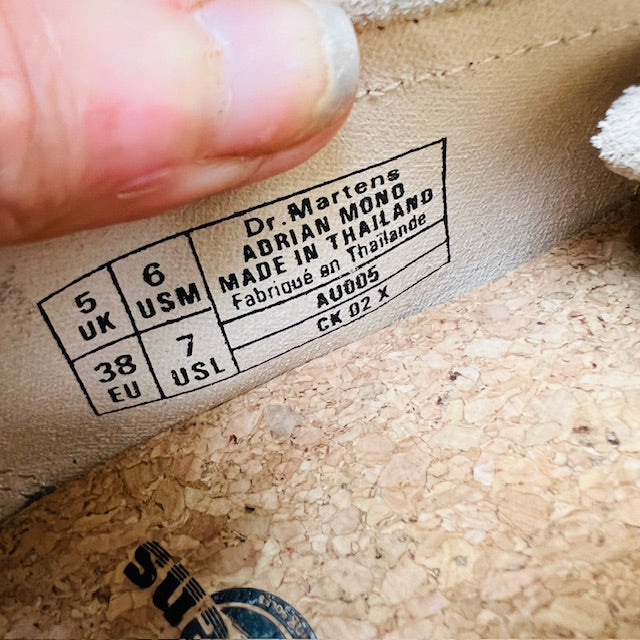 5
UK
6
USM
38
EU
7
USL
Dr. Martens
ADRIAN MONO
MADE IN THAILAND
Fabriqué en Thaïlande
AU005
CK 02 X